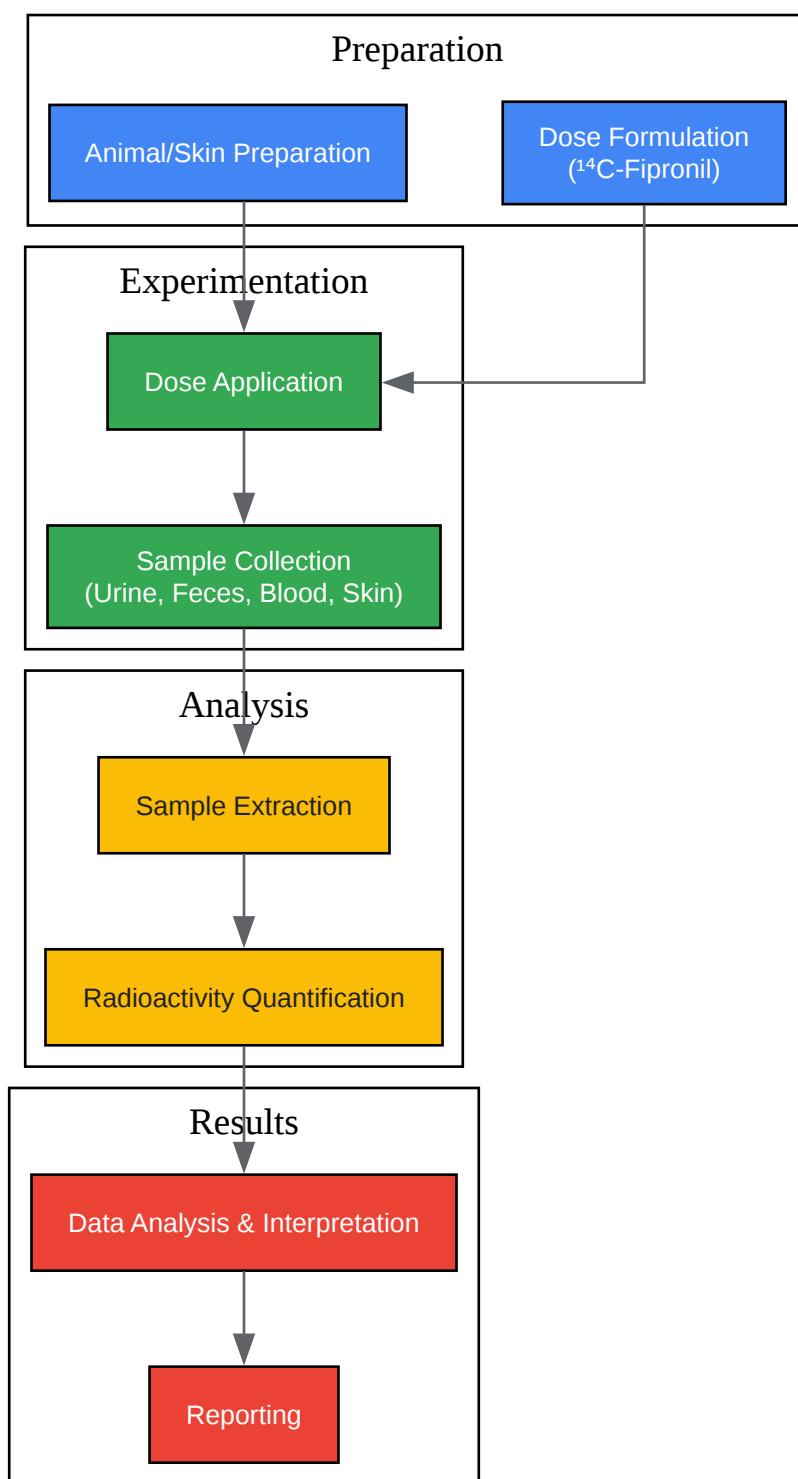 Preparation
Animal/Skin Preparation
Dose Formulation
(¹⁴C-Fipronil)
Experimentation
Dose Application
Sample Collection
(Urine, Feces, Blood, Skin)
Analysis
Sample Extraction
Radioactivity Quantification
Results
Data Analysis & Interpretation
Reporting